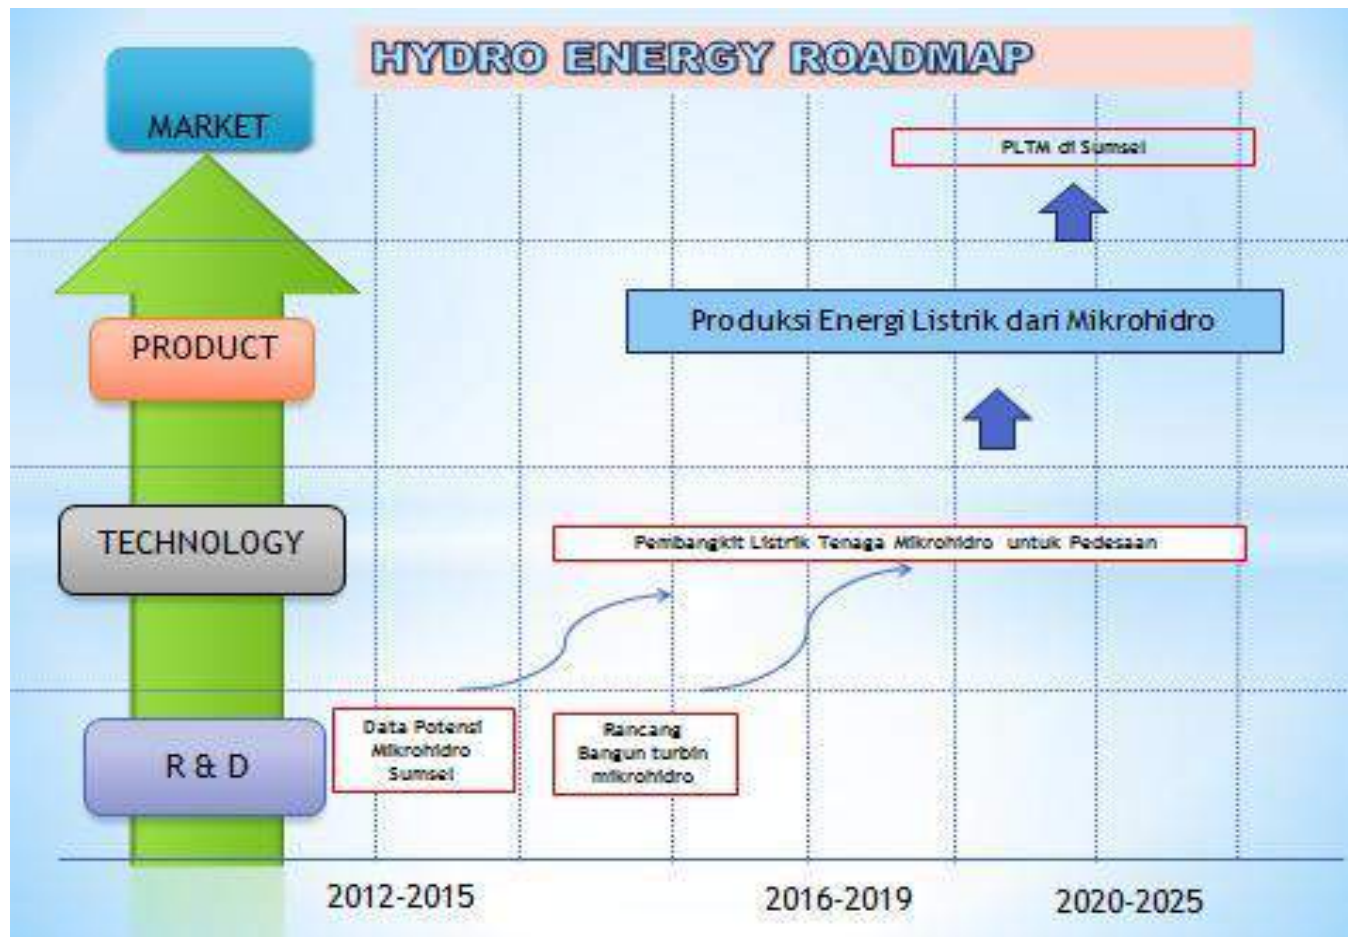 HYDRO ENERGY ROADMAP
MARKET
PLTM di Sumsel
PRODUCT
Produksi Energi Listrik dari Mikrohidro
TECHNOLOGY
Pembangkit Listrik Tenaga Mikrohidro untuk Pedesaan
R & D
Data Potensi
Mikrohidro
Sumsel
Rancang
Bangun turbin
mikrohidro
2012-2015
2016-2019
2020-2025